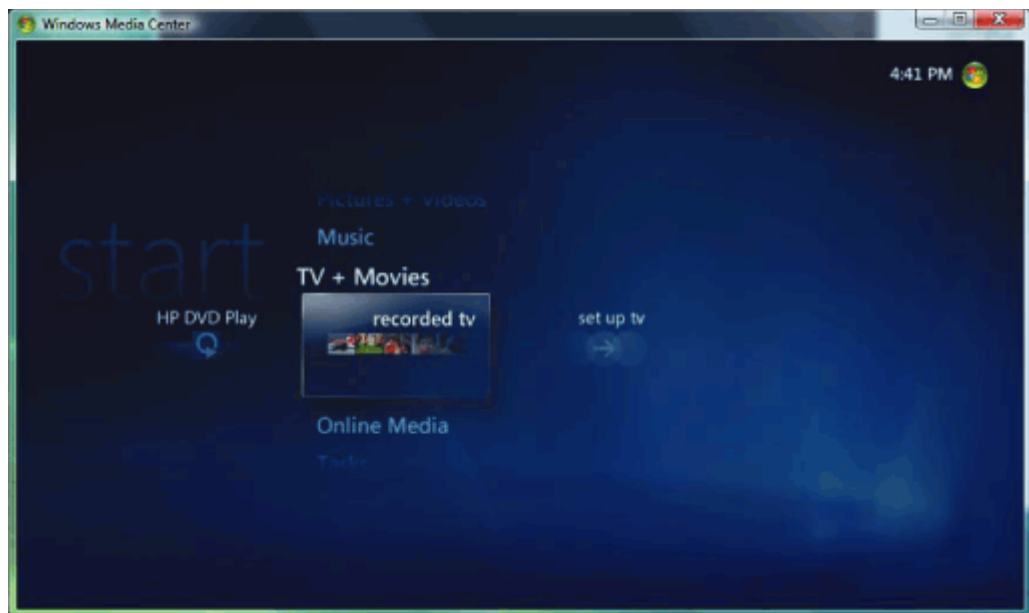 Windows Media Center
4:41 PM
Pictures + Videos
start
Music
TV + Movies
HP DVD Play
recorded tv
set up tv
Online Media
Tasks